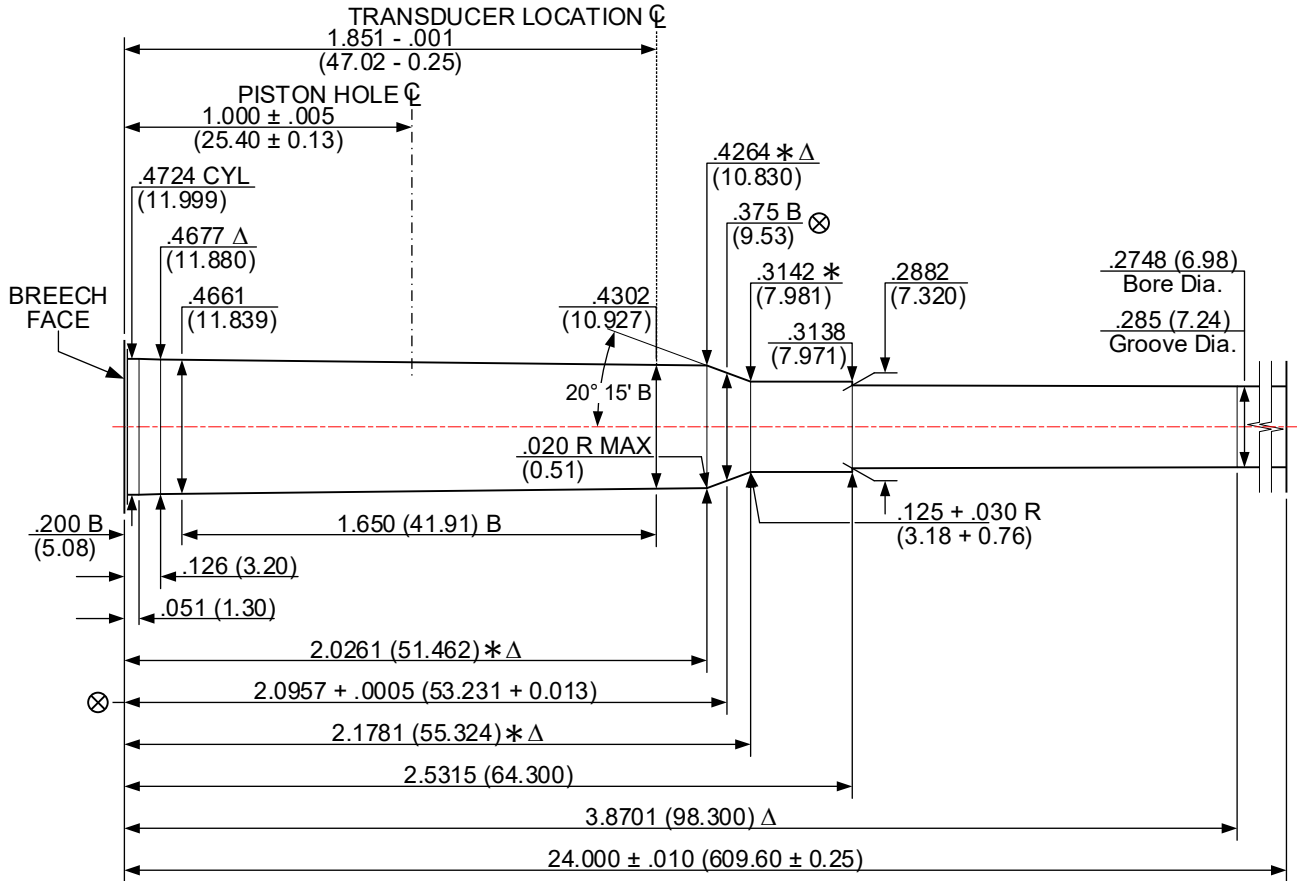 TRANSDUCER LOCATION ℄
1.851 - .001
(47.02 - 0.25)
PISTON HOLE ℄
1.000 ± .005
(25.40 ± 0.13)
.4724 CYL
(11.999)
.4677 Δ
(11.880)
.4661
(11.839)
BREECH
FACE
.4264 * Δ
(10.830)
.375 B ⊗
(9.53)
.3142 *
(7.981)
.2882
(7.320)
.2748 (6.98)
Bore Dia.
.285 (7.24)
Groove Dia.
.4302
(10.927)
.3138
(7.971)
20° 15' B
.020 R MAX
(0.51)
.200 B
(5.08)
1.650 (41.91) B
.125 + .030 R
(3.18 + 0.76)
.126 (3.20)
.051 (1.30)
2.0261 (51.462) * Δ
⊗ 2.0957 + .0005 (53.231 + 0.013)
2.1781 (55.324) * Δ
2.5315 (64.300)
3.8701 (98.300) Δ
24.000 ± .010 (609.60 ± 0.25)